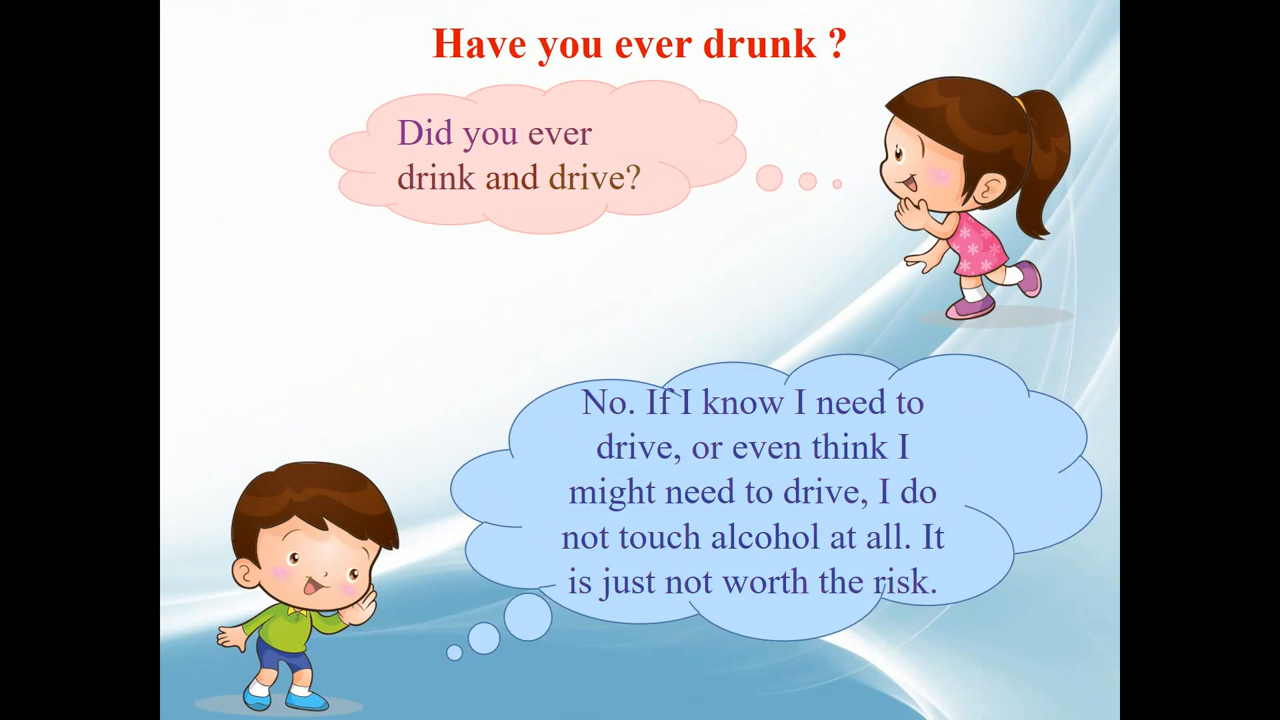 Have you ever drunk ?
Did you ever
drink and drive?
No. If I know I need to
drive, or even think I
might need to drive, I do
not touch alcohol at all. It
is just not worth the risk.